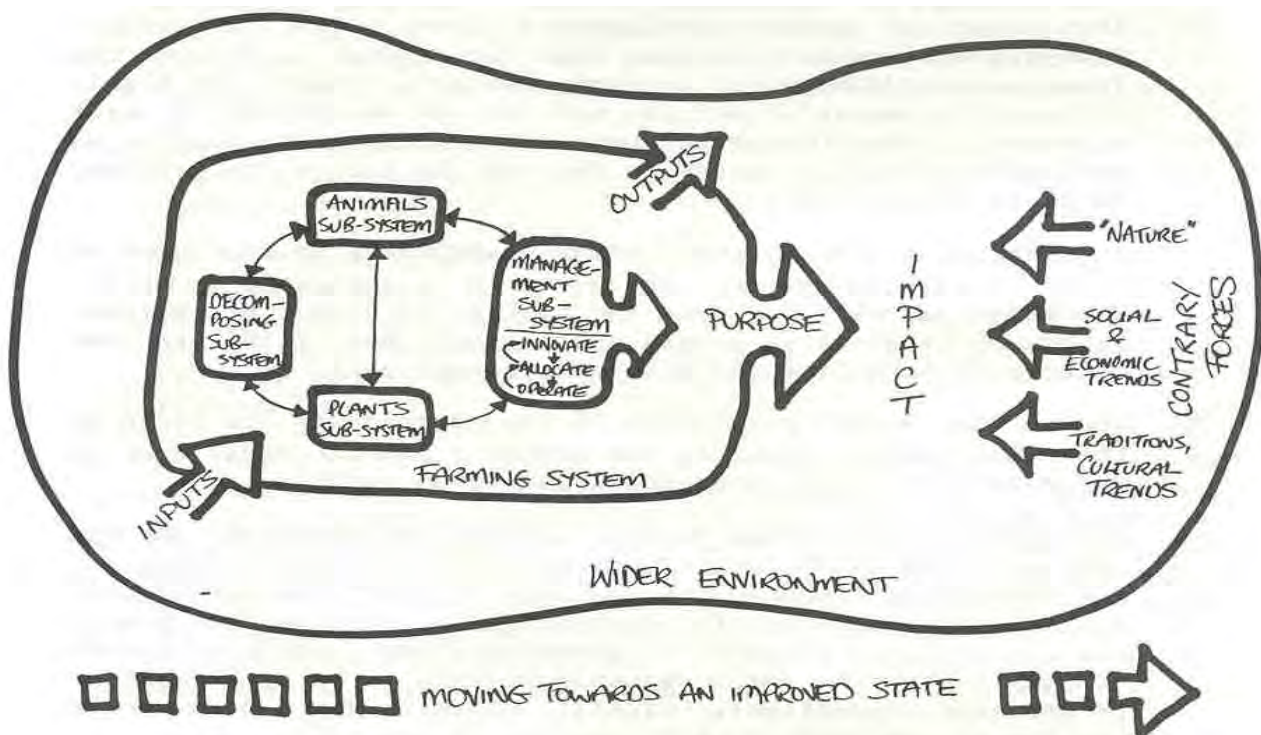 OUTPUTS
ANIMALS
SUB-SYSTEM
DECOM-
POSING
SUB-
SYSTEM
MANAGE-
MENT
SUB-
SYSTEM
INNOVATE
ALLOCATE
OPERATE
PLANTS
SUB-SYSTEM
INPUTS
FARMING SYSTEM
PURPOSE
IMPACT
"NATURE"
SOCIAL
&
ECONOMIC TRENDS
TRADITIONS,
CULTURAL
TRENDS
CONTRARY
FORCES
WIDER ENVIRONMENT
MOVING TOWARDS AN IMPROVED STATE